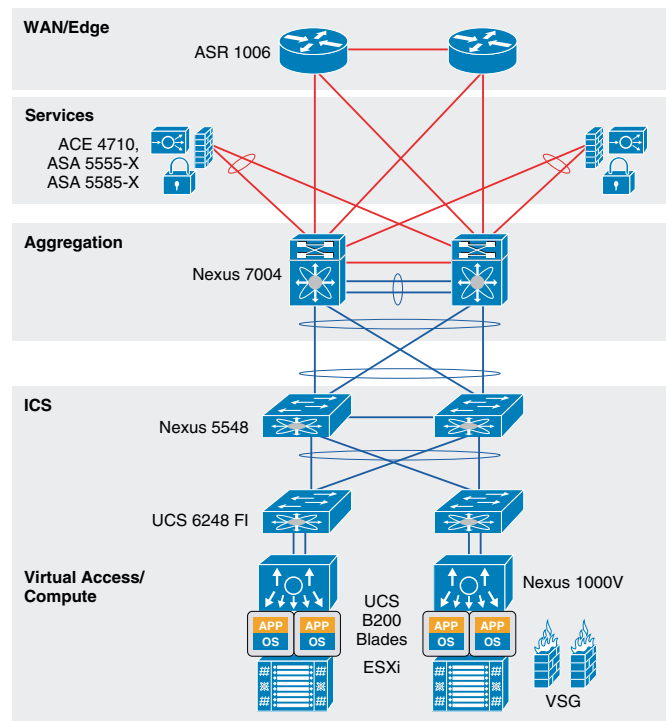 WAN/Edge
ASR 1006
Services
ACE 4710,
ASA 5555-X
ASA 5585-X
Aggregation
Nexus 7004
ICS
Nexus 5548
UCS 6248 FI
Virtual Access/
Compute
Nexus 1000V
UCS
B200
Blades
APP
OS
APP
OS
APP
OS
APP
OS
ESXi
VSG